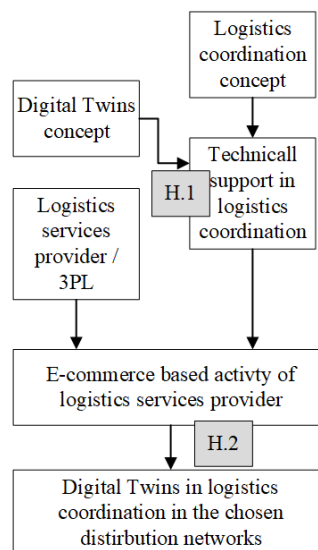 Logistics
coordination
concept
Digital Twins
concept
Technicall
support in
logistics
coordination
H.1
Logistics
services
provider /
3PL
E-commerce based activty of
logistics services provider
H.2
Digital Twins in logistics
coordination in the chosen
distirbution networks